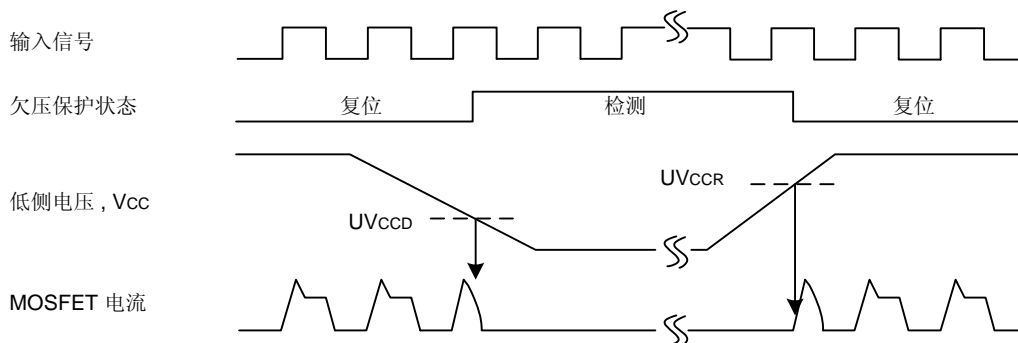 输入信号
欠压保护状态
复位 检测 复位
低侧电压 , VCC
UVCCR
UVCCD
MOSFET 电流